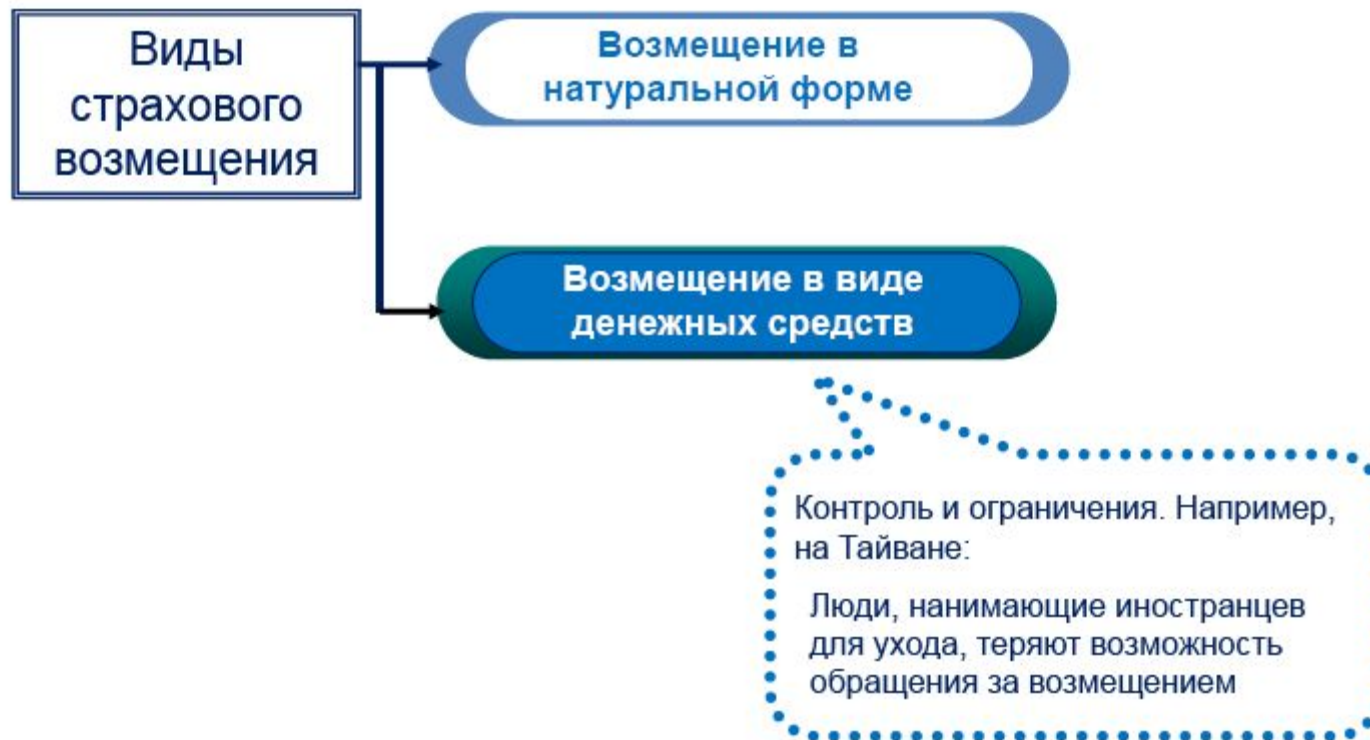 Виды
страхового
возмещения
Возмещение в
натуральной форме
Возмещение в виде
денежных средств
Контроль и ограничения. Например,
на Тайване:
Люди, нанимающие иностранцев
для ухода, теряют возможность
обращения за возмещением